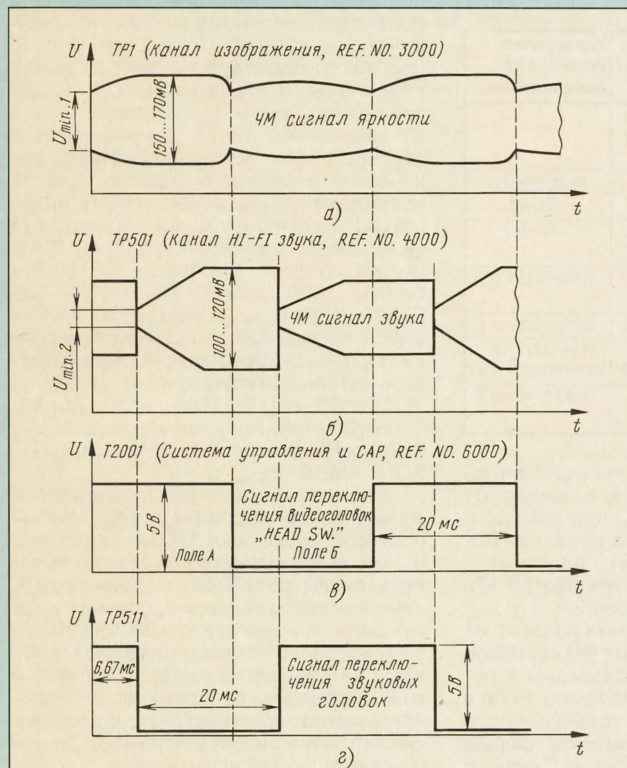 U TP1 (Канал изображения, REF. NO. 3000)
Umin.1
150...170мВ
ЧМ сигнал яркости
t
а)
U TP501 (Канал HI-FI звука, REF. NO. 4000)
Umin.2
100...120мВ
ЧМ сигнал звука
t
б)
U T2001 (Система управления и САР, REF. NO. 6000)
5В
Поле А
Сигнал переклю-
чения видеоголовок
„HEAD SW.”
Поле Б
20 мс
t
в)
U TP511
6,67мс
20 мс
Сигнал переклю-
чения звуковых
головок
5В
t
г)